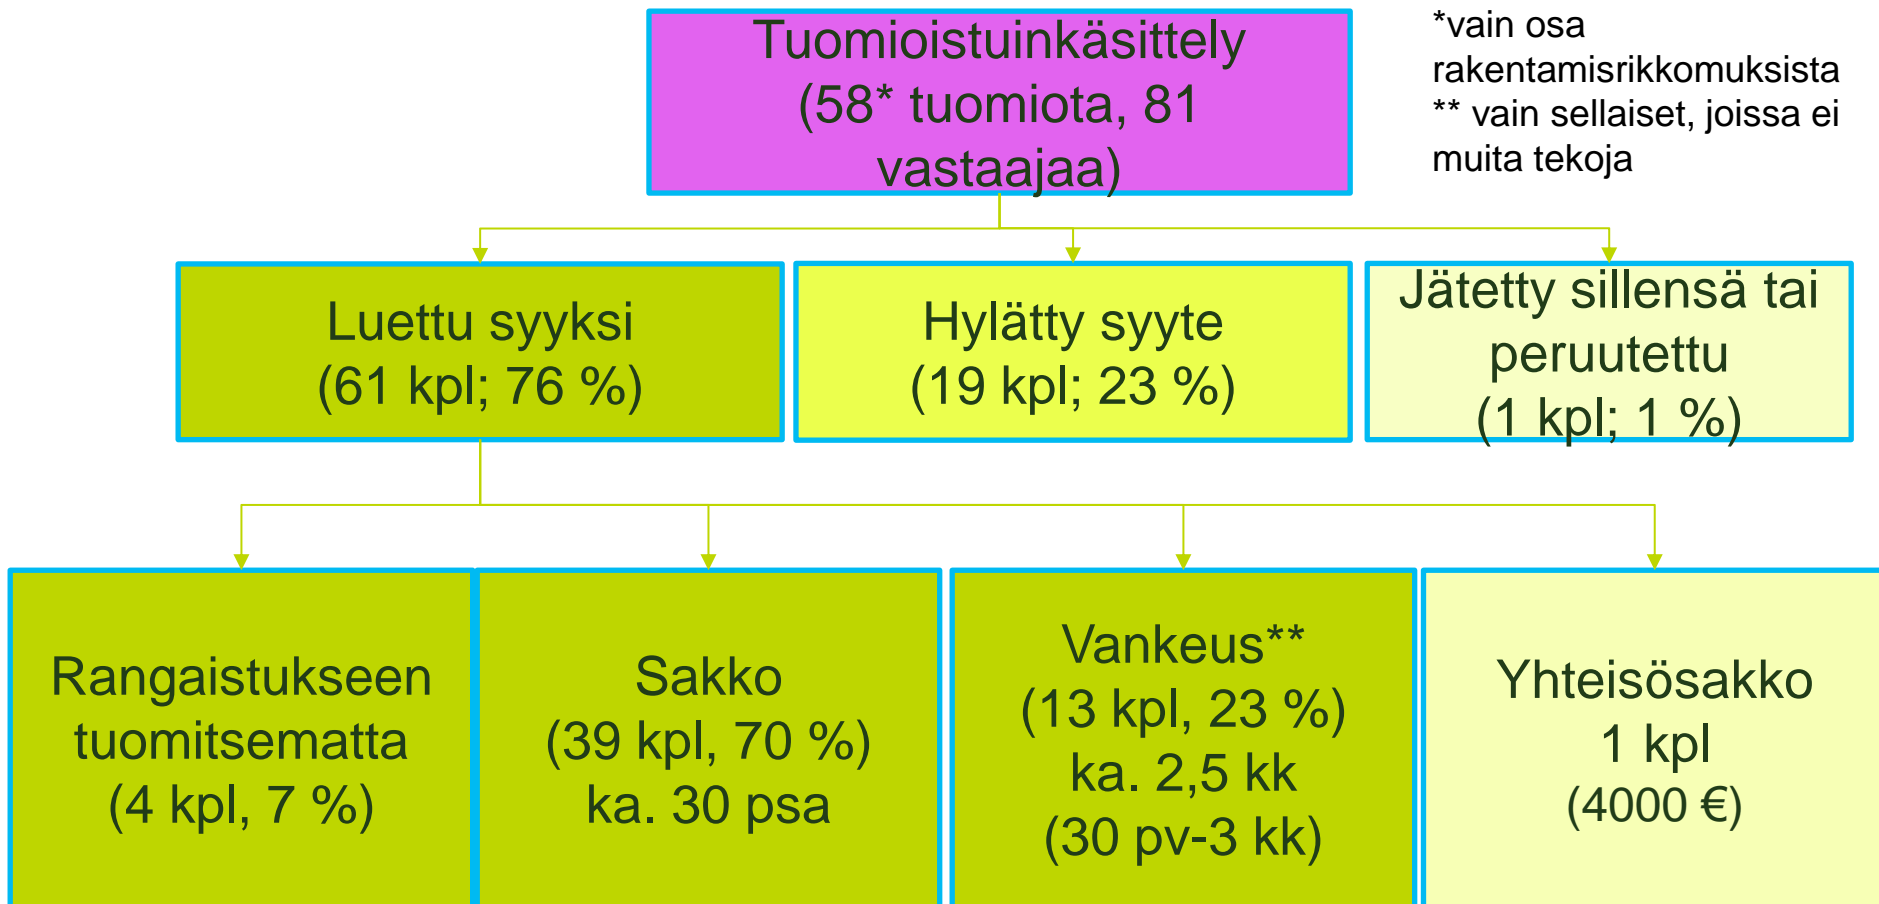 Tuomioistuinkäsittely
(58* tuomiota, 81
vastaajaa)
*vain osa
rakentamisrikkomuksista
** vain sellaiset, joissa ei
muita tekoja
Luettu syyksi
(61 kpl; 76 %)
Hylätty syyte
(19 kpl; 23 %)
Jätetty sillensä tai
peruutettu
(1 kpl; 1 %)
Rangaistukseen
tuomitsematta
(4 kpl, 7 %)
Sakko
(39 kpl, 70 %)
ka. 30 psa
Vankeus**
(13 kpl, 23 %)
ka. 2,5 kk
(30 pv-3 kk)
Yhteisösakko
1 kpl
(4000 €)